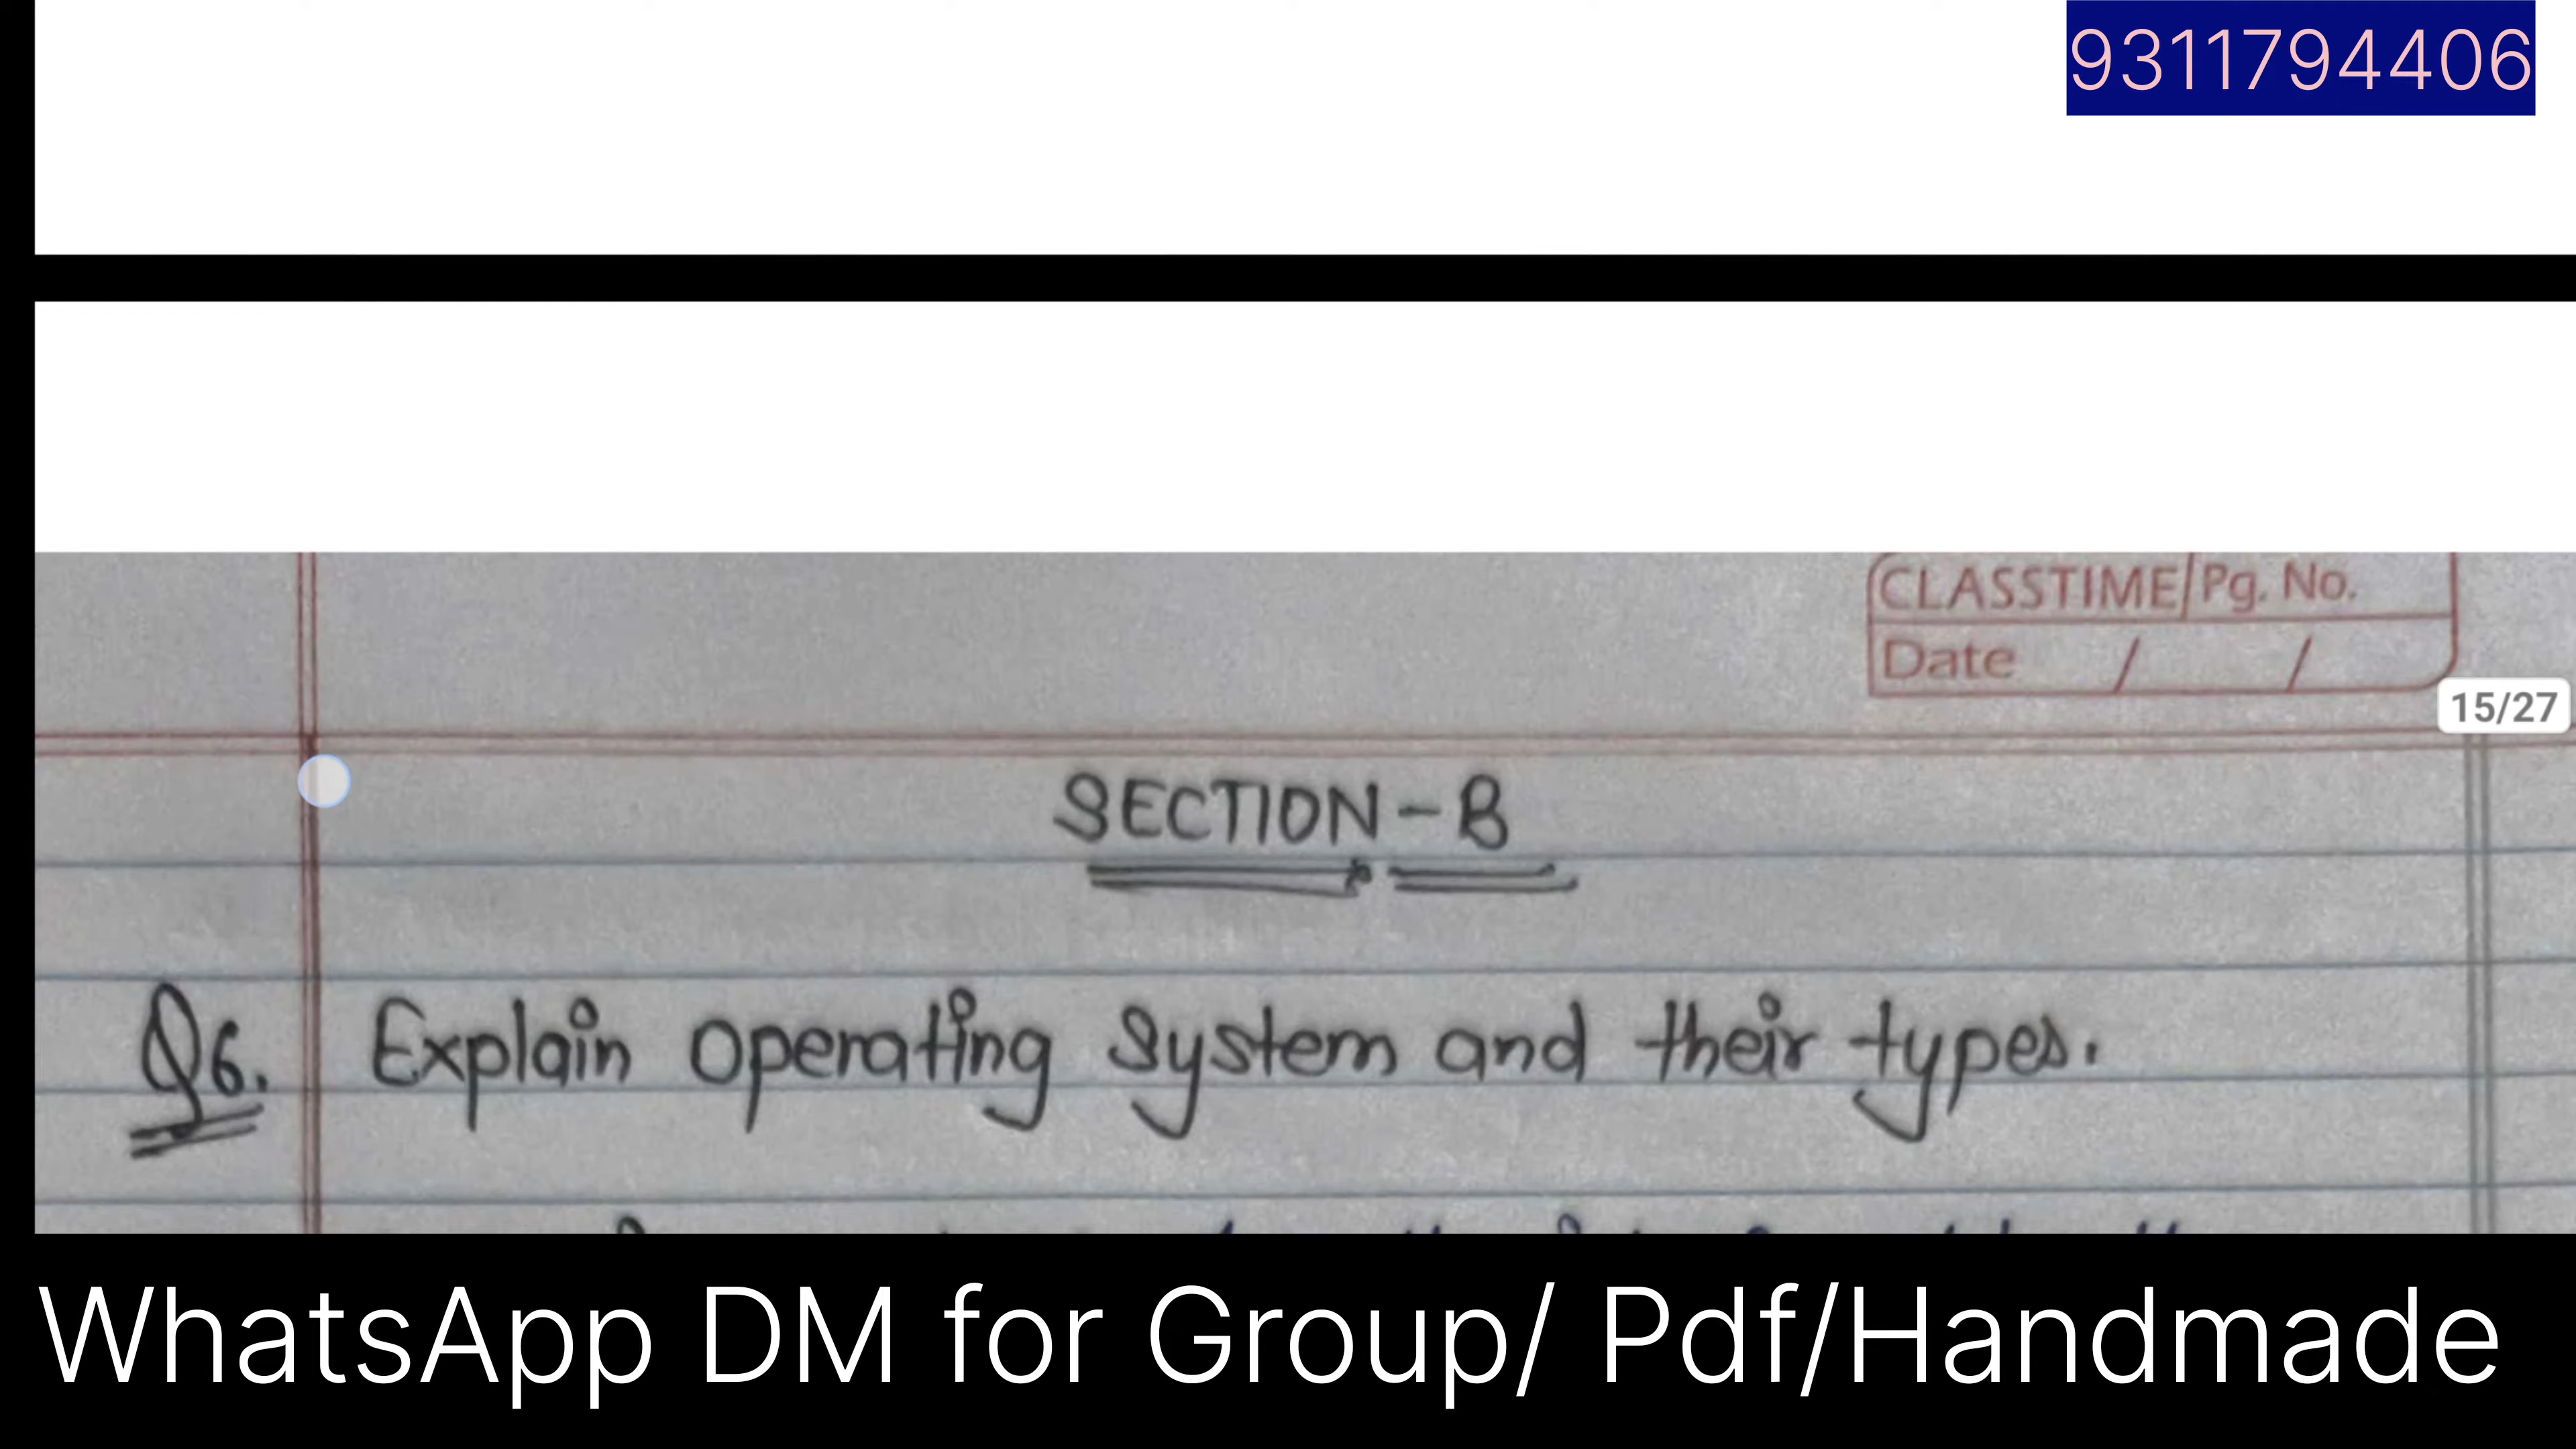 9311794406
CLASSTIME Pg. No.
Date / /
15/27
SECTION - B
Q6. Explain operating system and their types.
WhatsApp DM for Group/ Pdf/Handmade